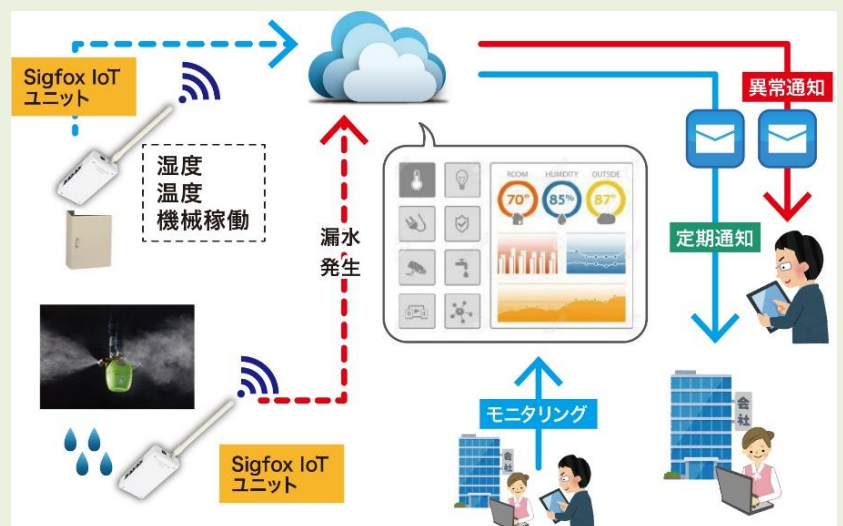 Sigfox IoT
ユニット
湿度
温度
機械稼働
漏水
発生
ROOM HUMIDITY OUTSIDE
70° 85% 87°
異常通知
定期通知
モニタリング
会社
会社
Sigfox IoT
ユニット